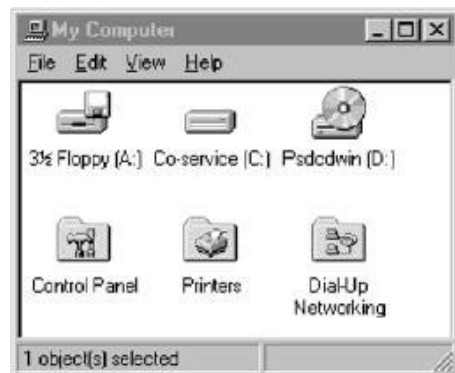 My Computer
File Edit View Help
3½ Floppy (A:) Co-service (C:) Psdcdwin (D:)
Control Panel Printers Dial-Up
Networking
1 object(s) selected